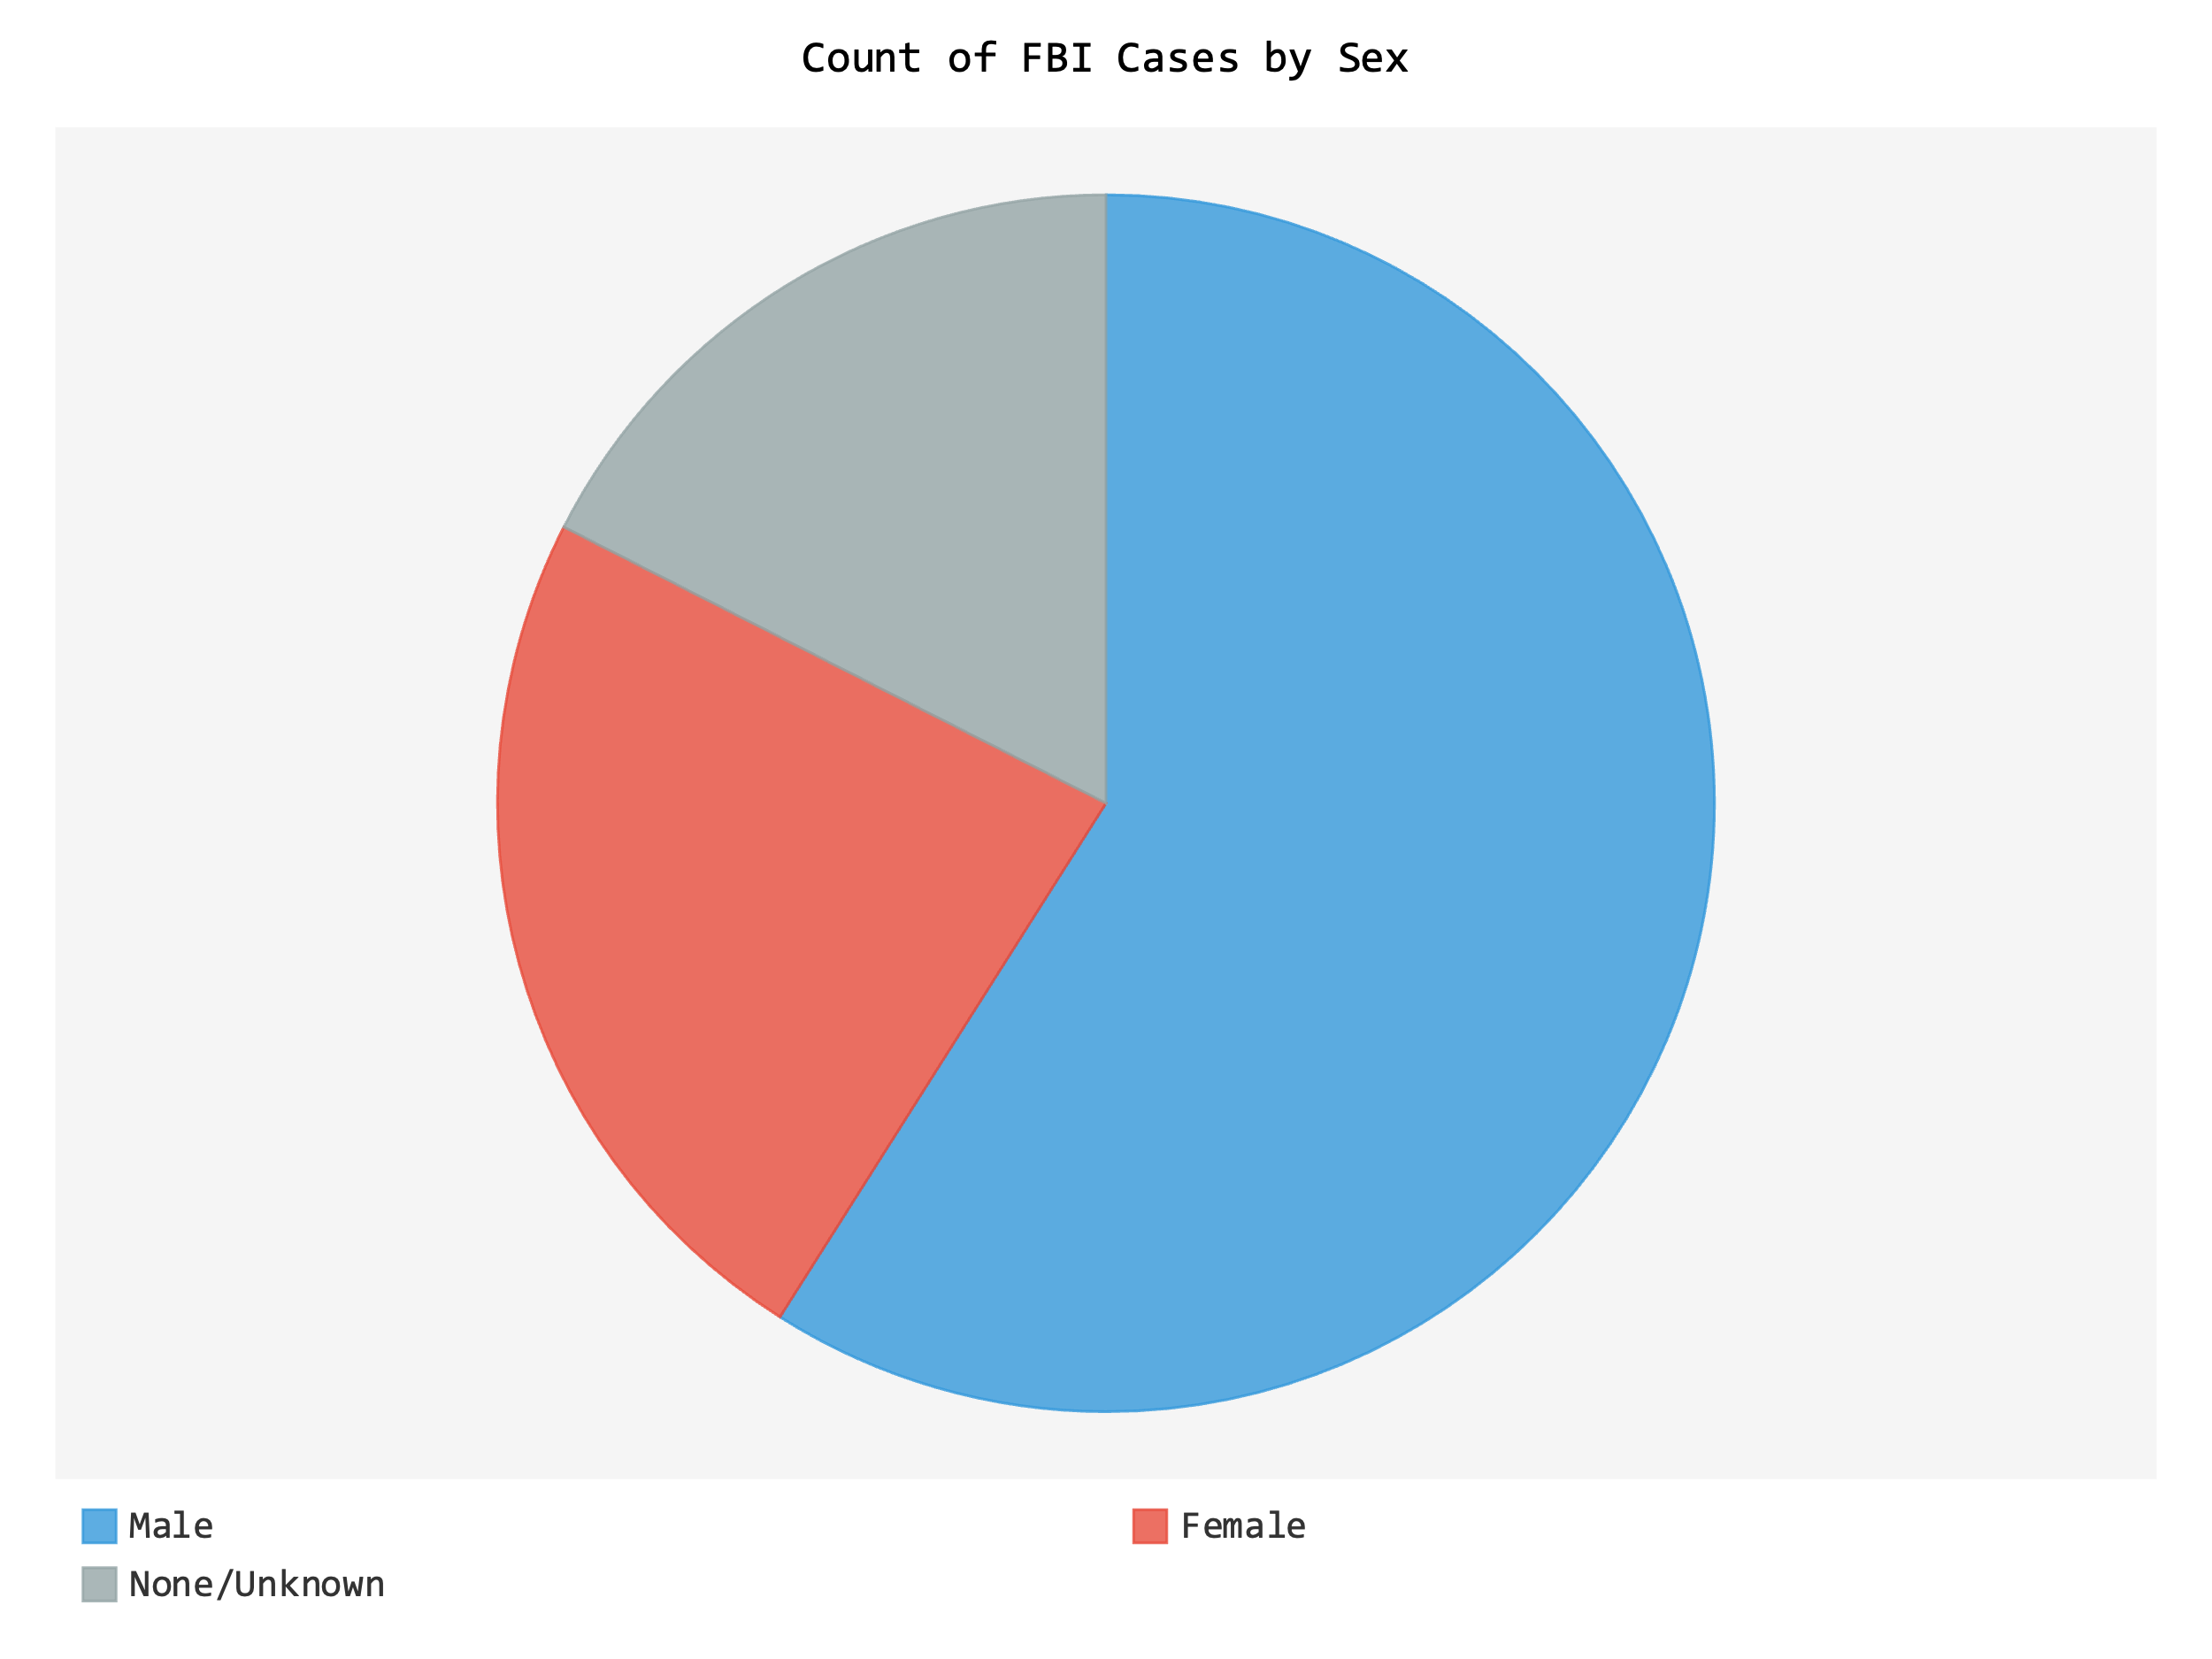 Count of FBI Cases by Sex
Male
Female
None/Unknown